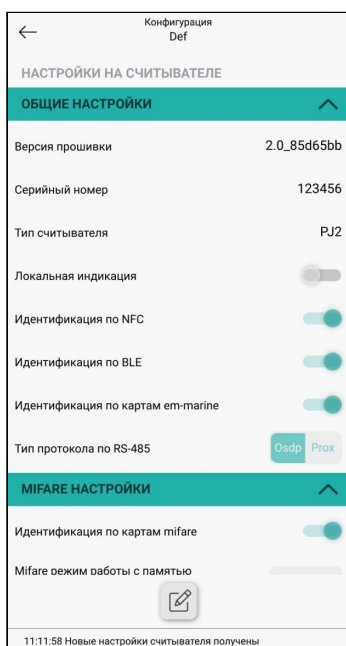 Конфигурация
Def
НАСТРОЙКИ НА СЧИТЫВАТЕЛЕ
ОБЩИЕ НАСТРОЙКИ
Версия прошивки 2.0_85d65bb
Серийный номер 123456
Тип считывателя PJ2
Локальная индикация
Идентификация по NFC
Идентификация по BLE
Идентификация по картам em-marine
Тип протокола по RS-485 Osdp Prox
MIFARE НАСТРОЙКИ
Идентификация по картам mifare
Mifare режим работы с памятью
11:11:58 Новые настройки считывателя получены